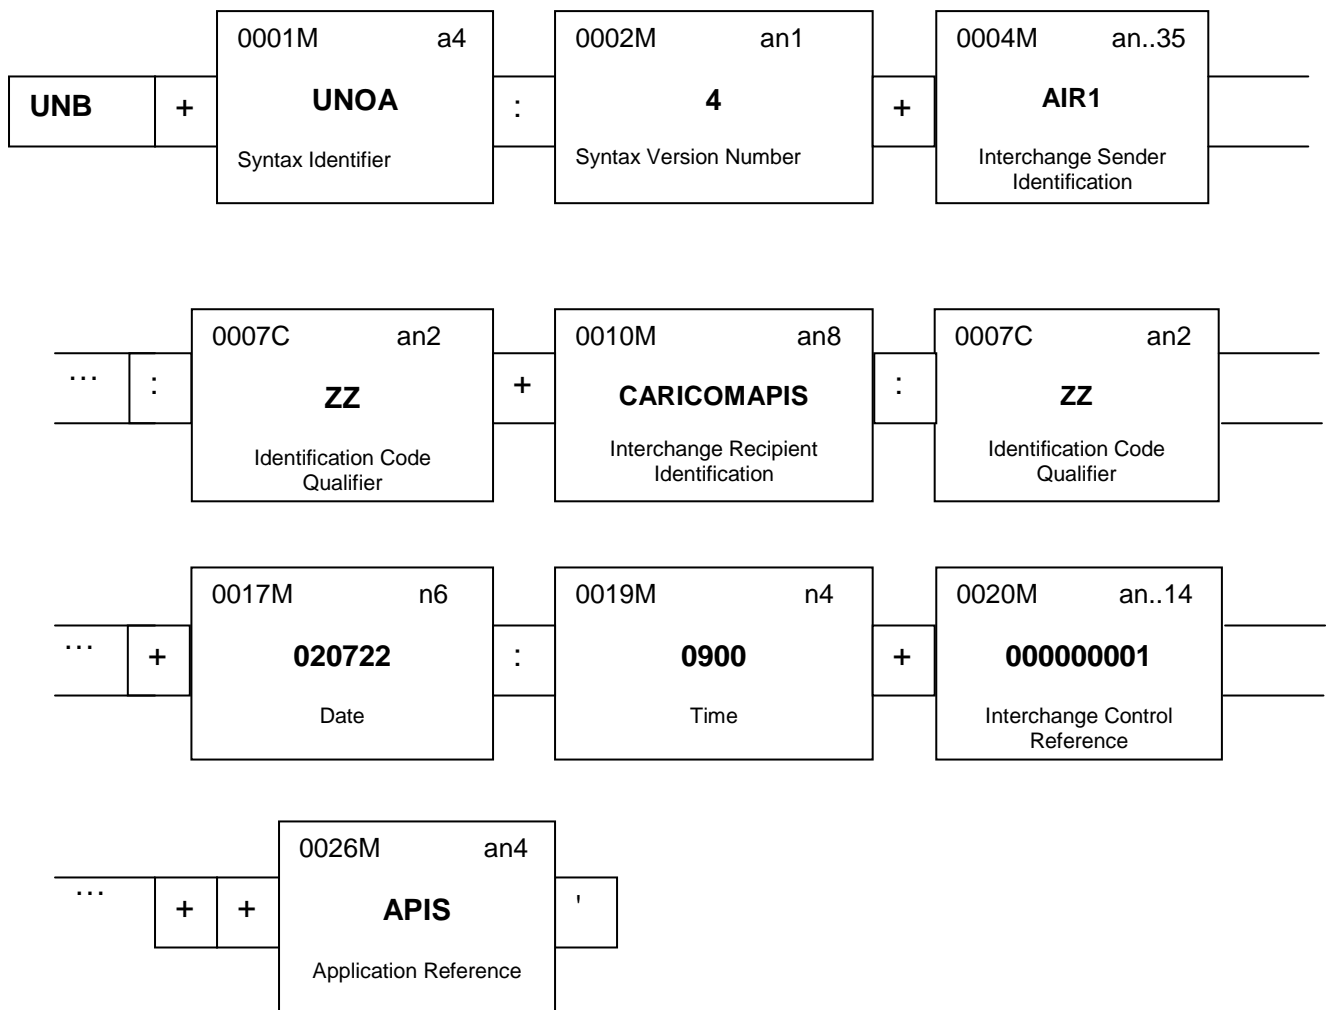 0001M a4 0002M an1 0004M an..35
UNB + UNOA : 4 + AIR1
Syntax Identifier Syntax Version Number Interchange Sender
Identification
0007C an2 0010M an8 0007C an2
... : ZZ + CARICOMAPIS : ZZ
Identification Code Interchange Recipient Identification Code
Qualifier Identification Qualifier
0017M n6 0019M n4 0020M an..14
... + 020722 : 0900 + 000000001
Date Time Interchange Control
Reference
0026M an4
... + + APIS '
Application Reference